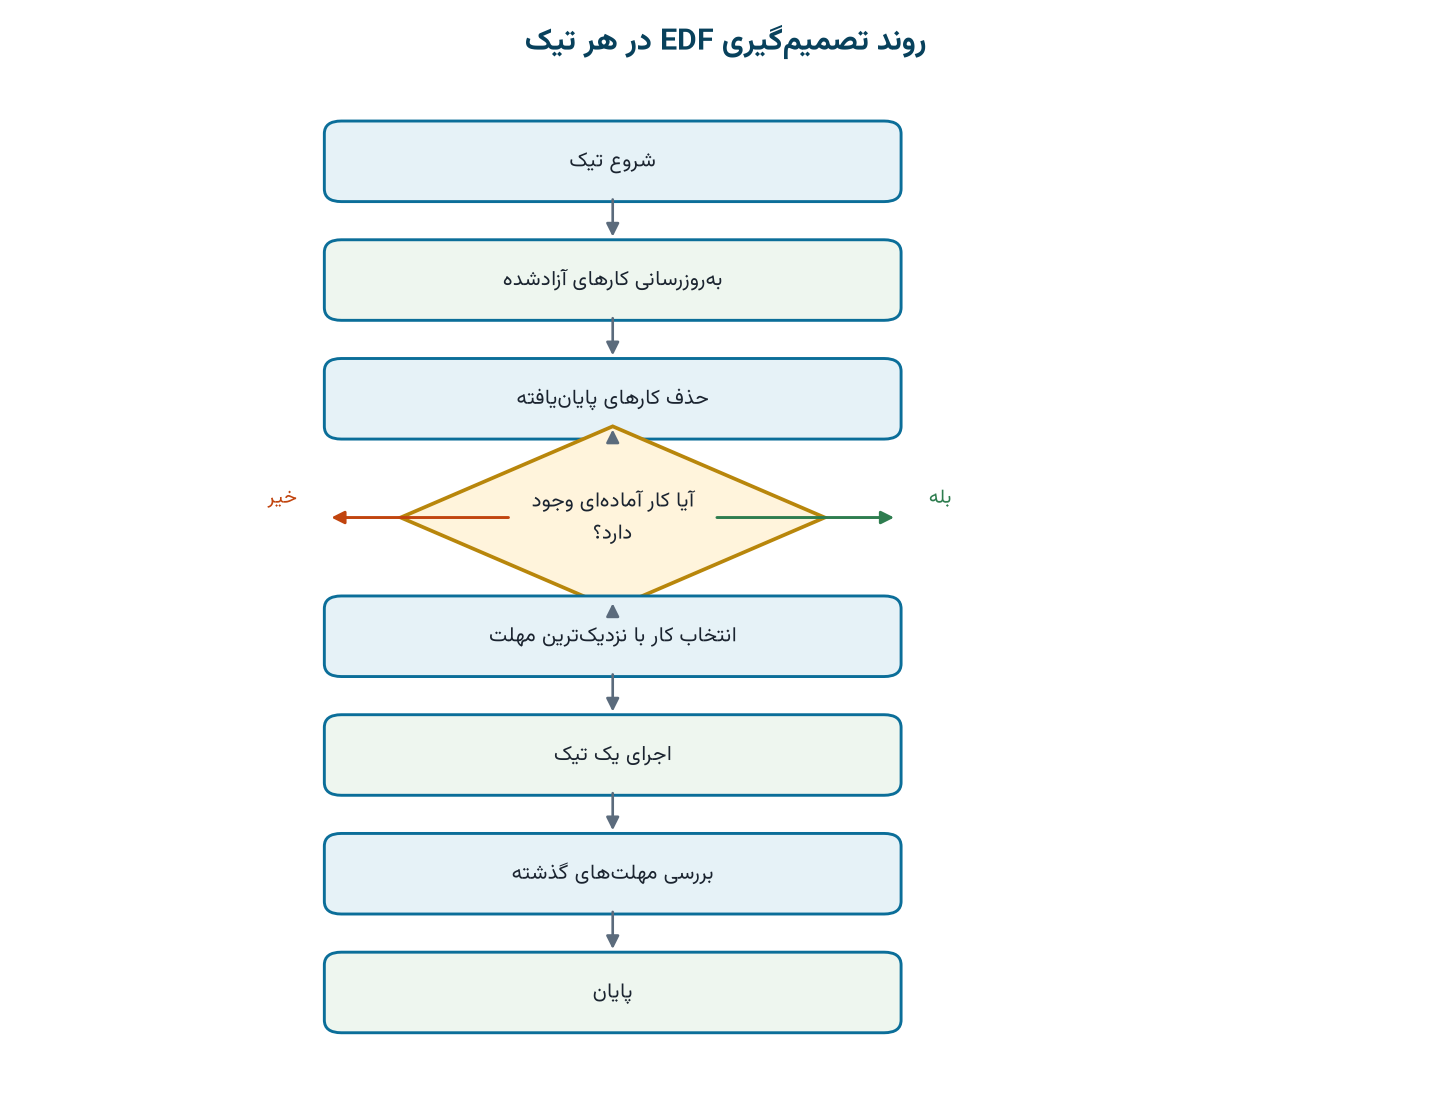 روند تصمیم‌گیری EDF در هر تیک
شروع تیک
به‌روزرسانی کارهای آزادشده
حذف کارهای پایان‌یافته
آیا کار آماده‌ای وجود
دارد؟
بله
خیر
انتخاب کار با نزدیک‌ترین مهلت
اجرای یک تیک
بررسی مهلت‌های گذشته
پایان